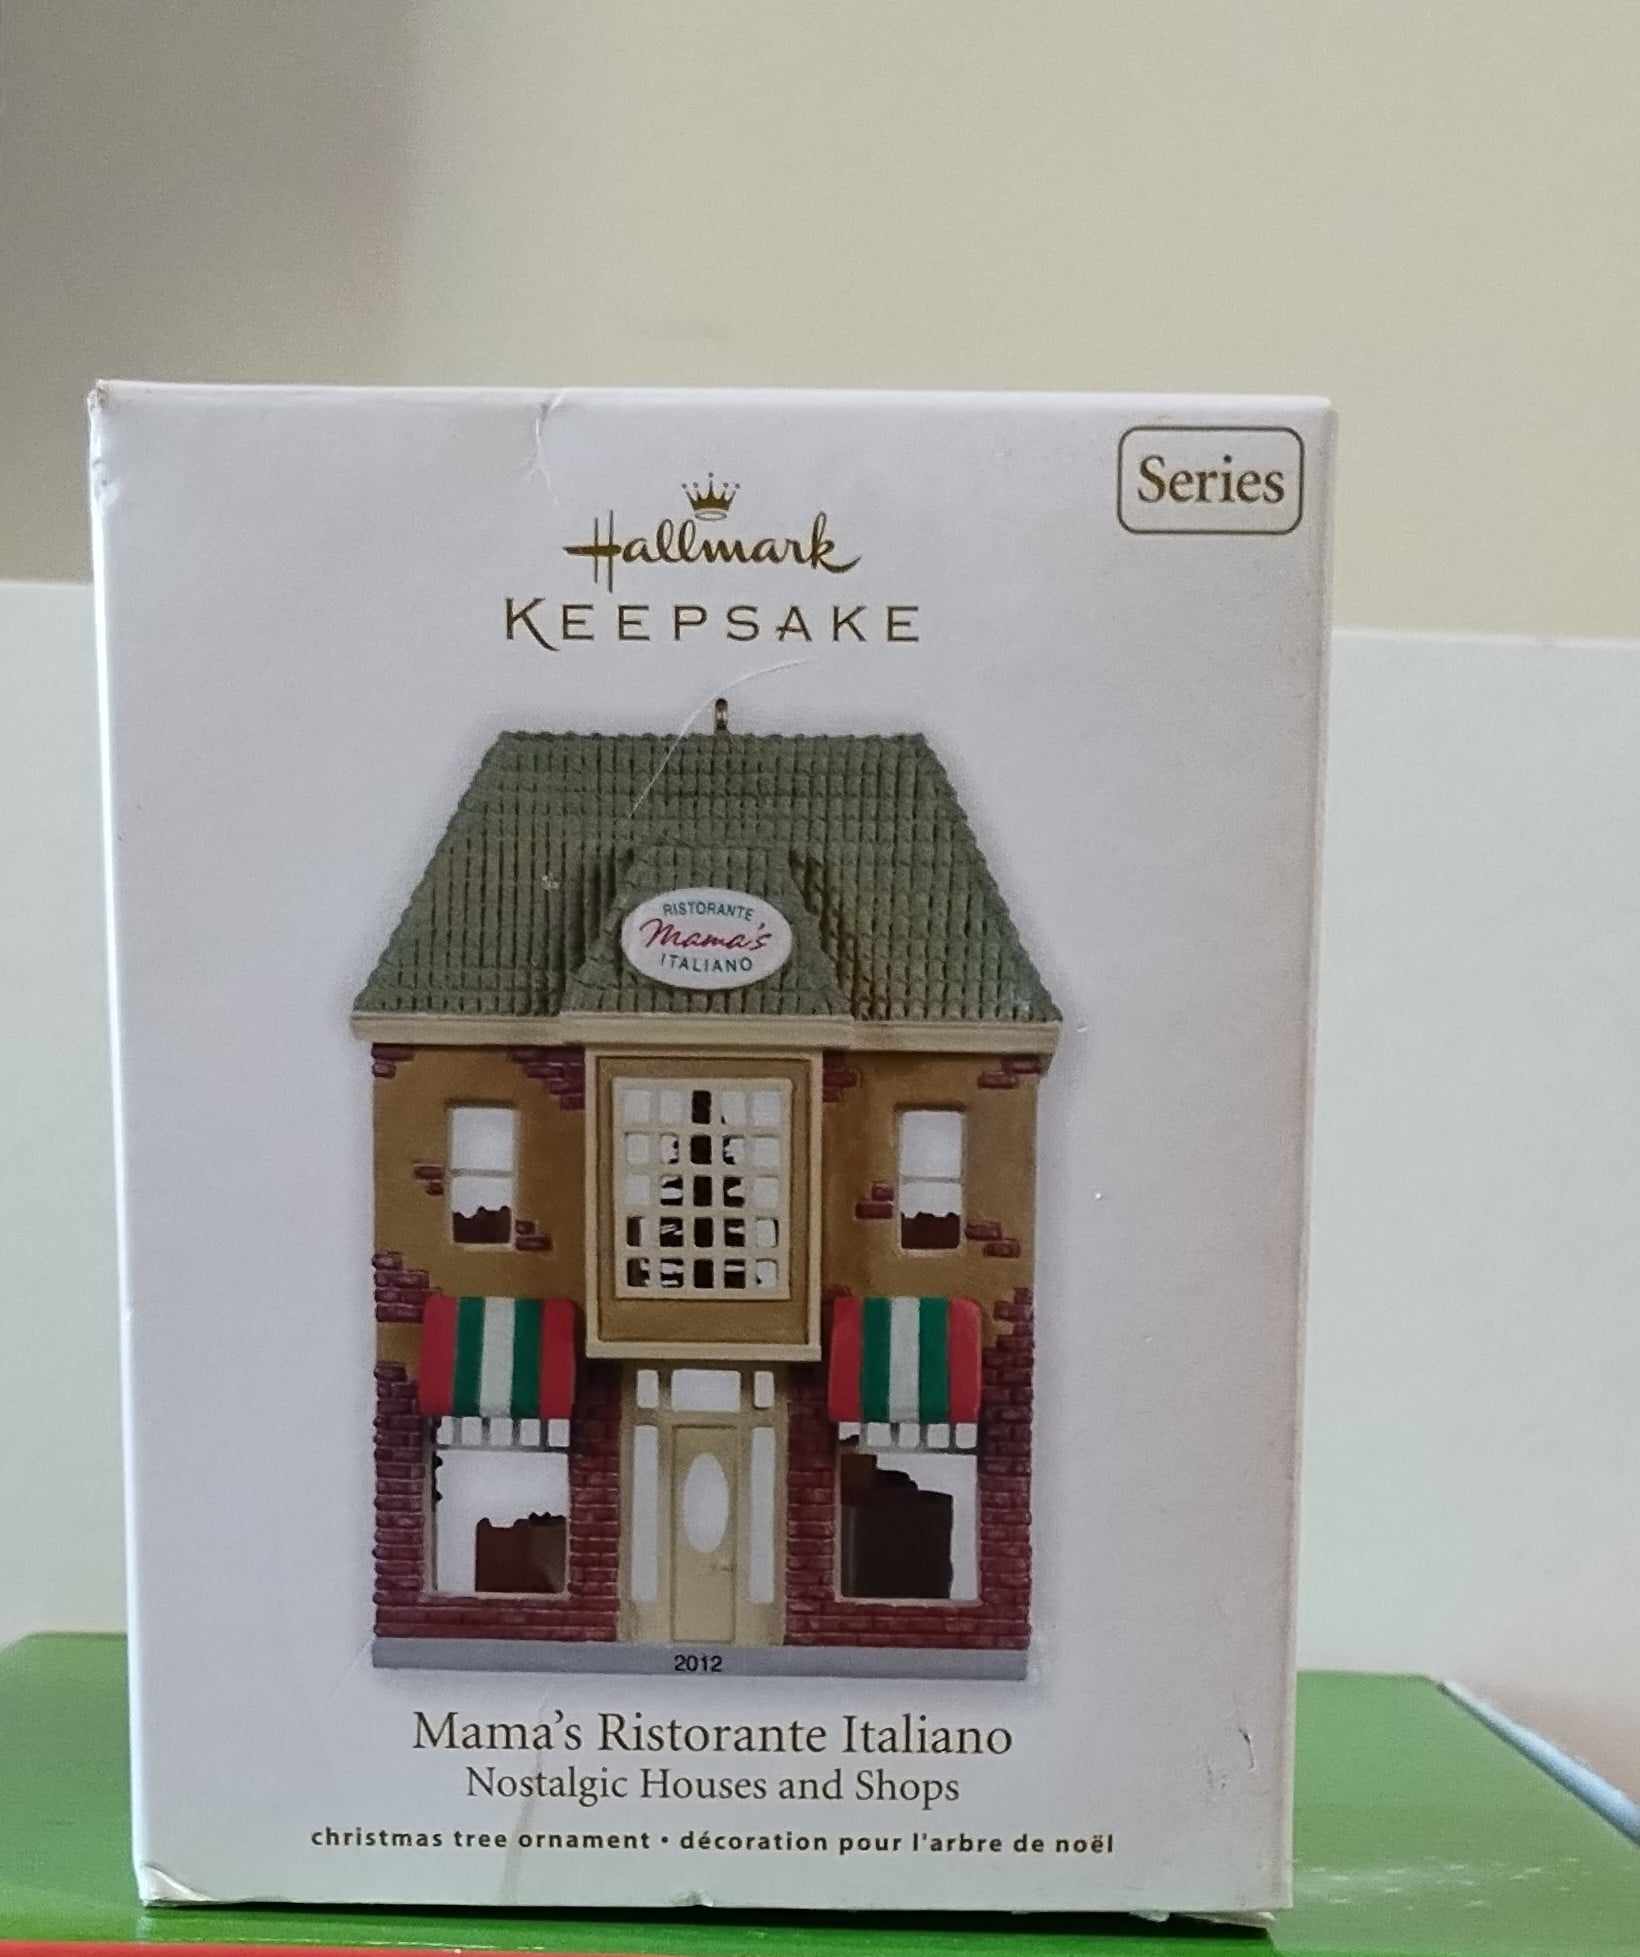 Series
Hallmark
KEEPSAKE
RISTORANTE
Mama's
ITALIANO
2012
Mama's Ristorante Italiano
Nostalgic Houses and Shops
christmas tree ornament • décoration pour l'arbre de noël